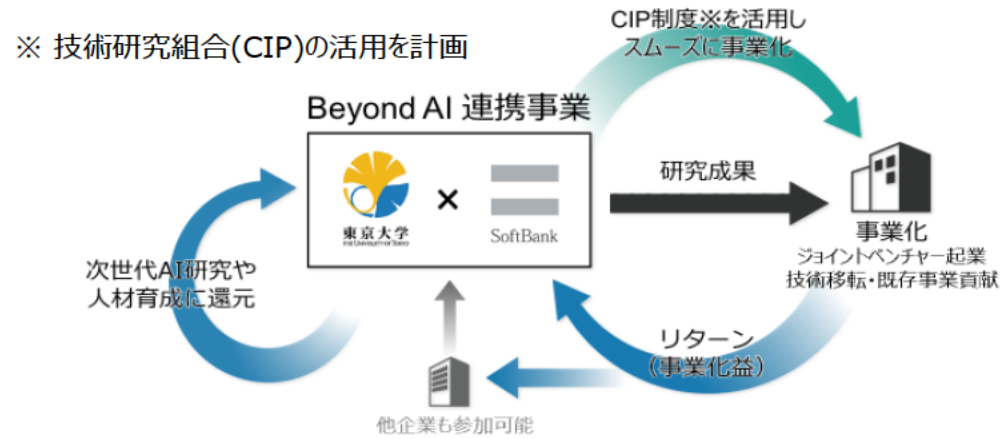 ※ 技術研究組合(CIP)の活用を計画
CIP制度※を活用し
スムーズに事業化
Beyond AI 連携事業
東京大学
THE UNIVERSITY OF TOKYO
×
SoftBank
研究成果
事業化
ジョイントベンチャー起業
技術移転・既存事業貢献
次世代AI研究や
人材育成に還元
リターン
（事業化益）
他企業も参加可能